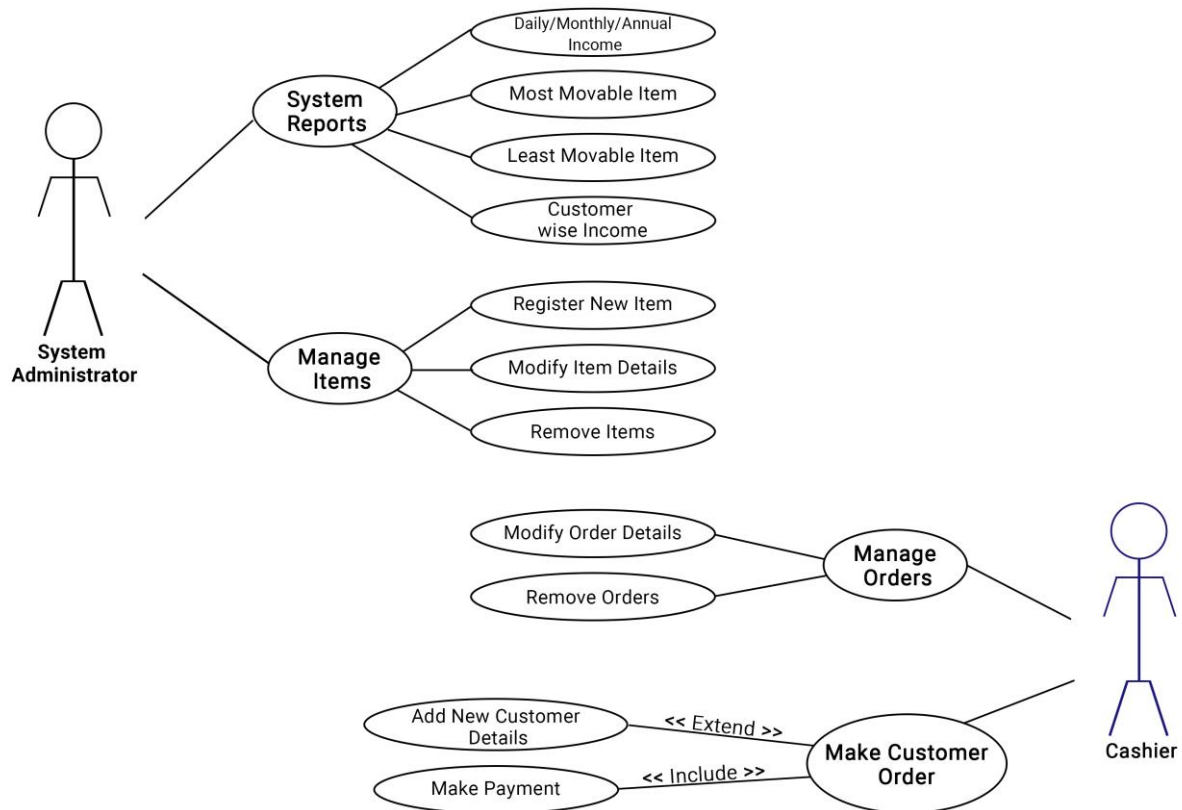 Daily/Monthly/Annual
Income
System
Reports
Most Movable Item
Least Movable Item
Customer
wise Income
System
Administrator
Register New Item
Manage
Items
Modify Item Details
Remove Items
Modify Order Details
Manage
Orders
Remove Orders
Add New Customer
Details
<< Extend >>
Make Customer
Order
Make Payment
<< Include >>
Cashier